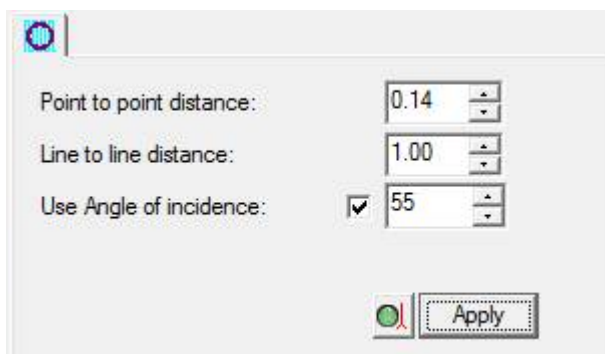 Point to point distance: 0.14
Line to line distance: 1.00
Use Angle of incidence: 55
Apply